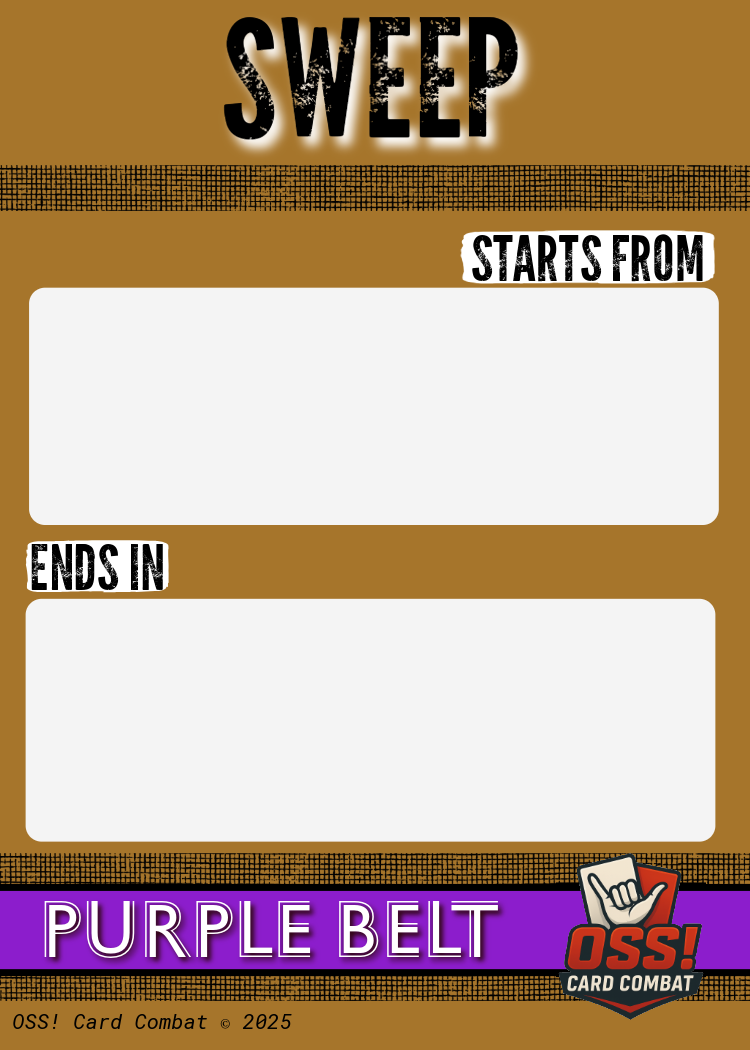 SWEEP
STARTS FROM
ENDS IN
PURPLE BELT
OSS!
CARD COMBAT
OSS! Card Combat © 2025